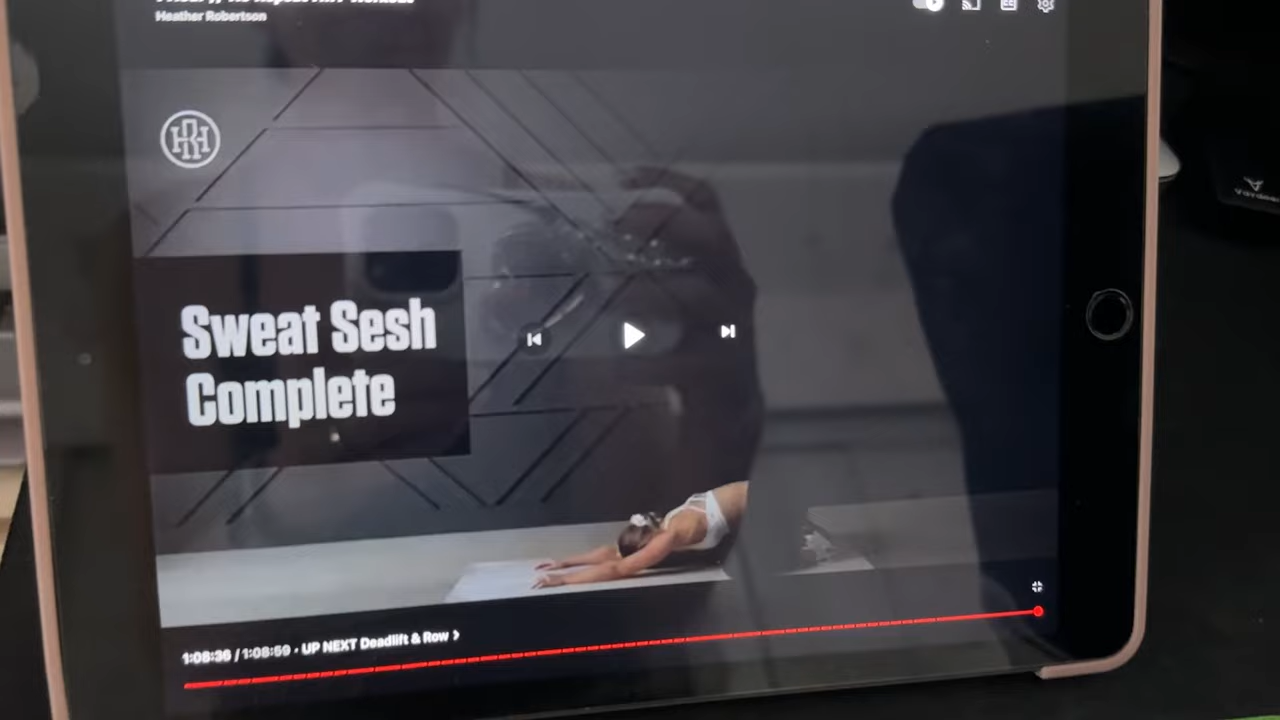 Heather Robertson
Sweat Sesh
Complete
1:08:36 / 1:08:59 · UP NEXT Deadlift & Row ›